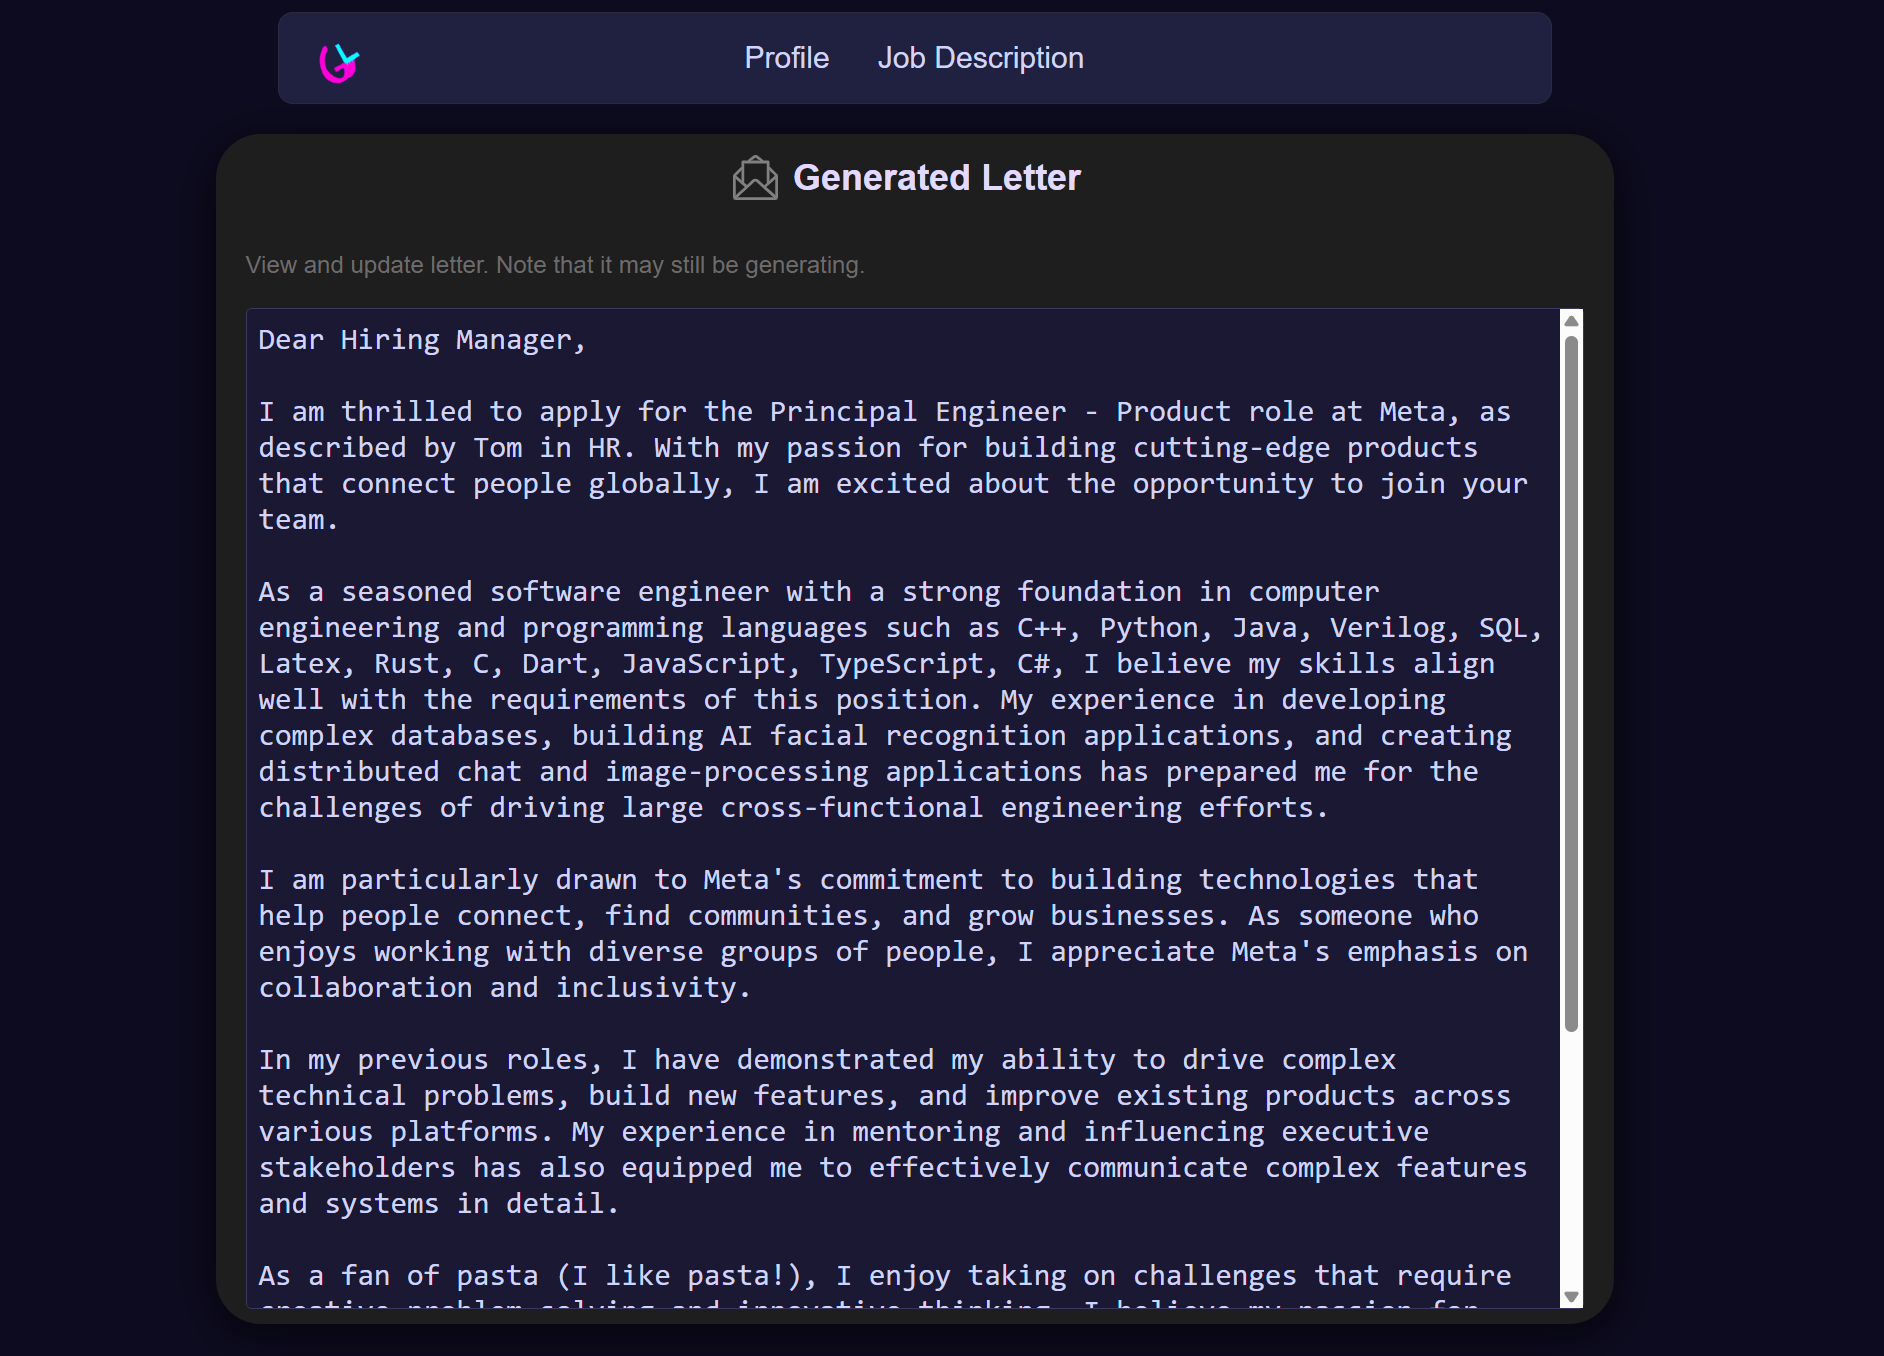 Profile
Job Description
Generated Letter
View and update letter. Note that it may still be generating.
Dear Hiring Manager,
I am thrilled to apply for the Principal Engineer - Product role at Meta, as
described by Tom in HR. With my passion for building cutting-edge products
that connect people globally, I am excited about the opportunity to join your
team.
As a seasoned software engineer with a strong foundation in computer
engineering and programming languages such as C++, Python, Java, Verilog, SQL,
Latex, Rust, C, Dart, JavaScript, TypeScript, C#, I believe my skills align
well with the requirements of this position. My experience in developing
complex databases, building AI facial recognition applications, and creating
distributed chat and image-processing applications has prepared me for the
challenges of driving large cross-functional engineering efforts.
I am particularly drawn to Meta's commitment to building technologies that
help people connect, find communities, and grow businesses. As someone who
enjoys working with diverse groups of people, I appreciate Meta's emphasis on
collaboration and inclusivity.
In my previous roles, I have demonstrated my ability to drive complex
technical problems, build new features, and improve existing products across
various platforms. My experience in mentoring and influencing executive
stakeholders has also equipped me to effectively communicate complex features
and systems in detail.
As a fan of pasta (I like pasta!), I enjoy taking on challenges that require
creative problem-solving and innovative thinking. I believe my passion for